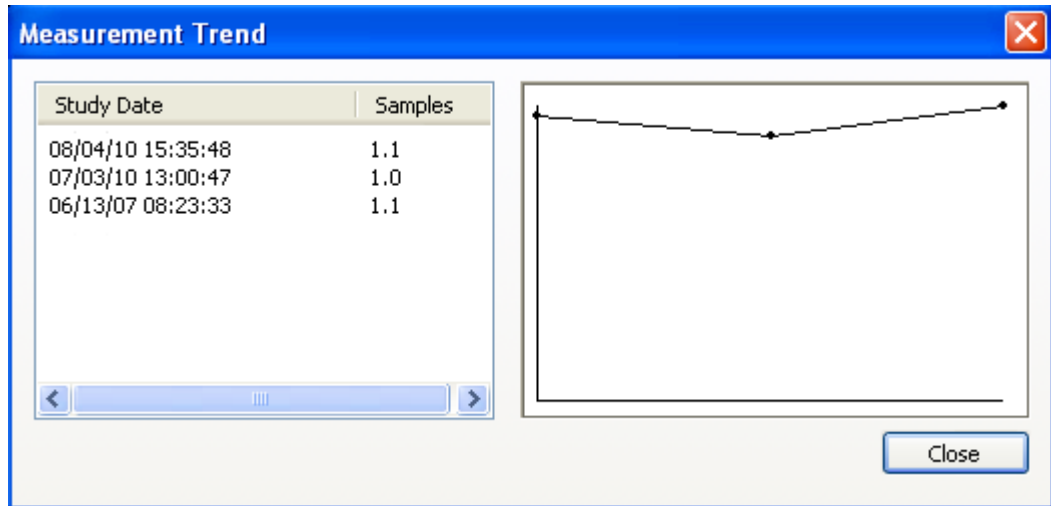 Measurement Trend
Study Date Samples
08/04/10 15:35:48 1.1
07/03/10 13:00:47 1.0
06/13/07 08:23:33 1.1
Close